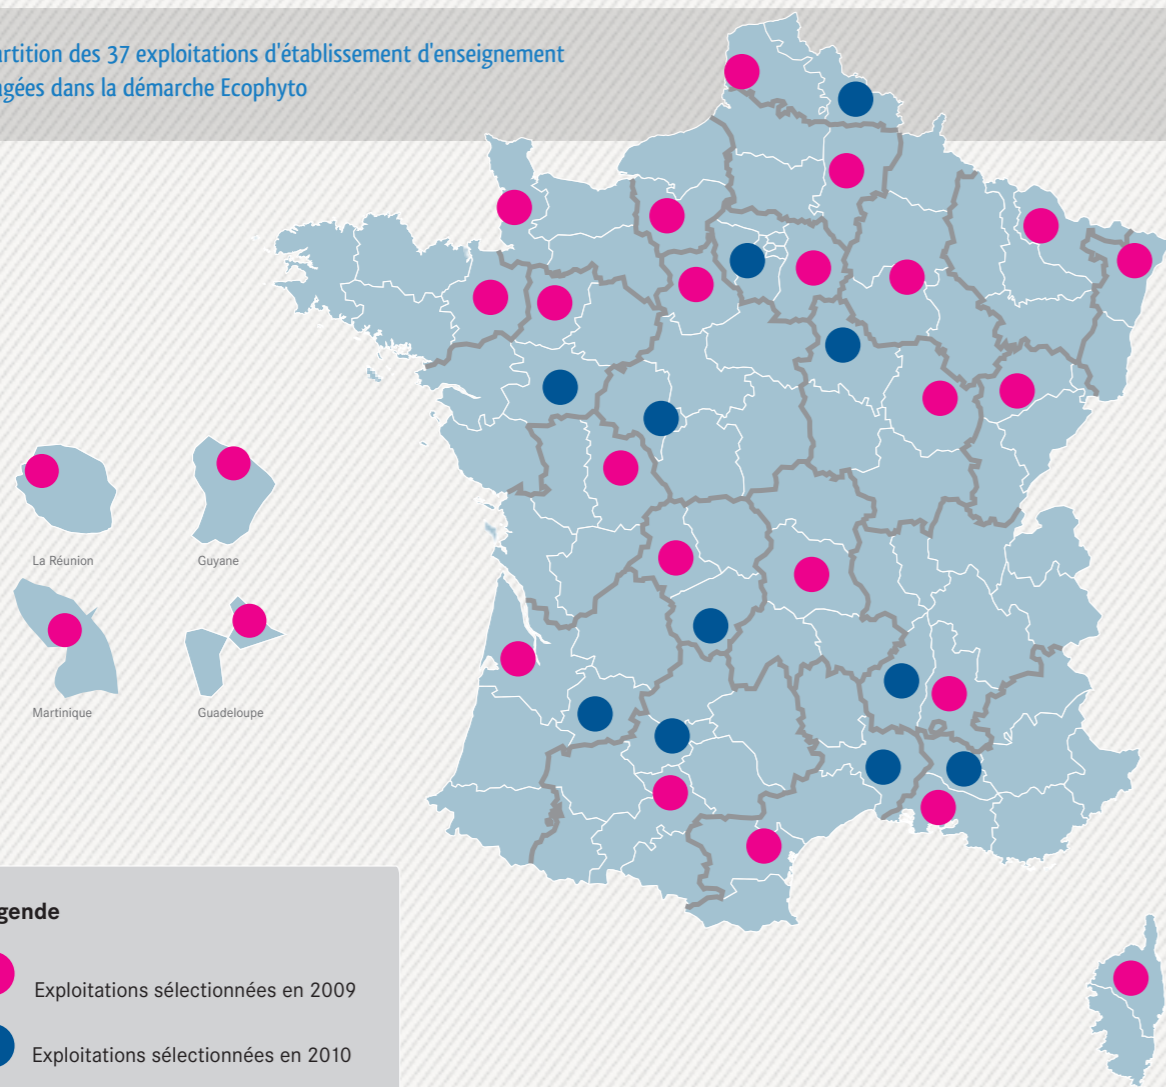 artition des 37 exploitations d'établissement d'enseignement
agées dans la démarche Ecophyto
La Réunion
Guyane
Martinique
Guadeloupe
gende
Exploitations sélectionnées en 2009
Exploitations sélectionnées en 2010